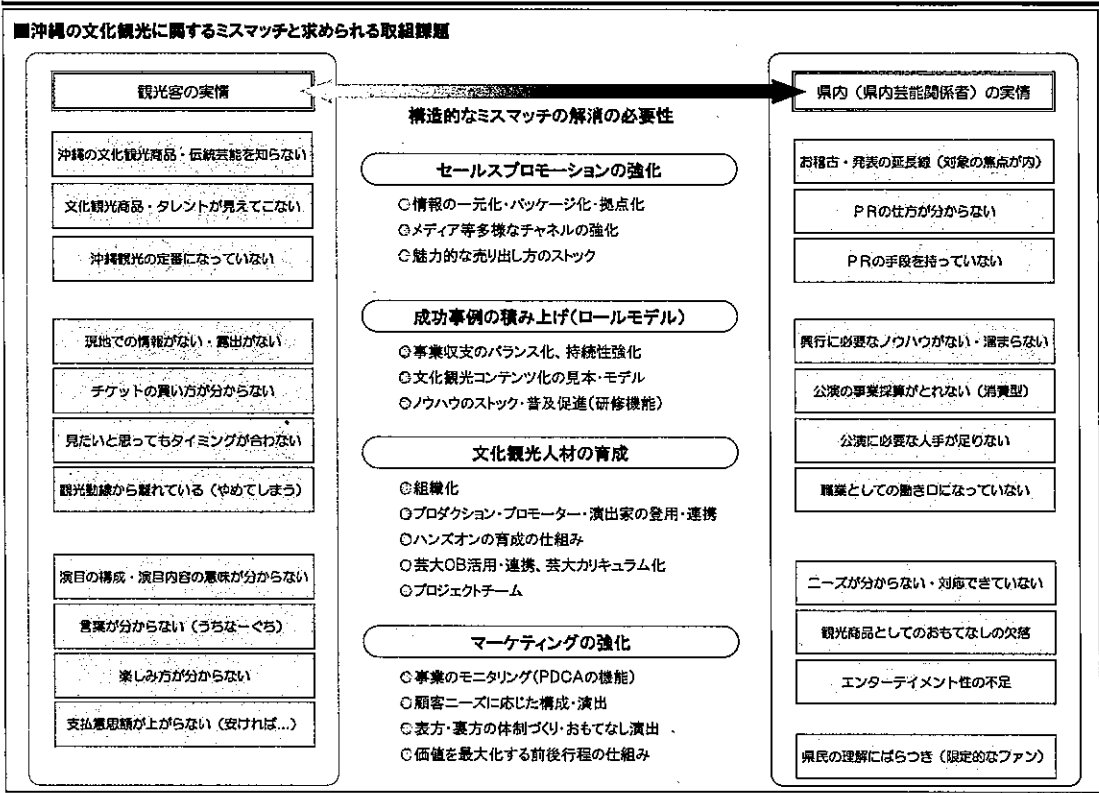 ■沖縄の文化観光に関するミスマッチと求められる取組課題
観光客の実情
沖縄の文化観光商品・伝統芸能を知らない
文化観光商品・タレントが見えてこない
沖縄観光の定番になっていない
現地での情報がない・露出がない
チケットの買い方が分からない
見たいと思ってもタイミングが合わない
観光動線から離れている（やめてしまう）
演目の構成・演目内容の意味が分からない
言葉が分からない（うちなーぐち）
楽しみ方が分からない
支払意思額が上がらない（安ければ...）
構造的なミスマッチの解消の必要性
セールスプロモーションの強化
○情報の一元化・パッケージ化・拠点化
○メディア等多様なチャネルの強化
○魅力的な売り出し方のストック
成功事例の積み上げ(ロールモデル)
○事業収支のバランス化、持続性強化
○文化観光コンテンツ化の見本・モデル
○ノウハウのストック・普及促進(研修機能)
文化観光人材の育成
○組織化
○プロダクション・プロモーター・演出家の登用・連携
○ハンズオンの育成の仕組み
○芸大OB活用・連携、芸大カリキュラム化
○プロジェクトチーム
マーケティングの強化
○事業のモニタリング(PDCAの機能)
○顧客ニーズに応じた構成・演出
○表方・裏方の体制づくり・おもてなし演出
○価値を最大化する前後行程の仕組み
県内（県内芸能関係者）の実情
お稽古・発表の延長線（対象の焦点が内）
ＰＲの仕方が分からない
ＰＲの手段を持っていない
興行に必要なノウハウがない・溜まらない
公演の事業採算がとれない（消費型）
公演に必要な人手が足りない
職業としての働き口になっていない
ニーズが分からない・対応できていない
観光商品としてのおもてなしの欠落
エンターテイメント性の不足
県民の理解にばらつき（限定的なファン）